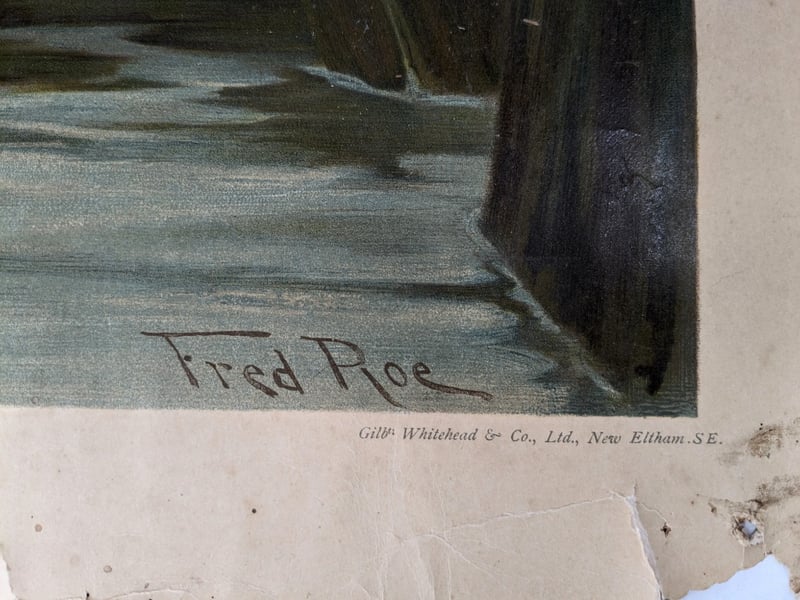 Fred Roe
Gilbt. Whitehead & Co., Ltd., New Eltham.S.E.